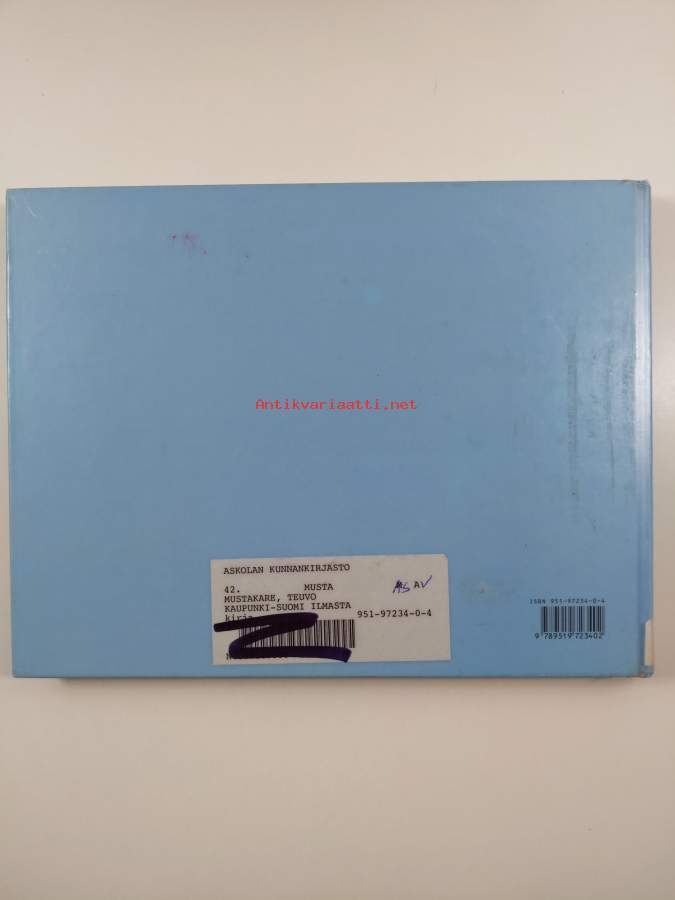 Antikvariaatti.net
ASKOLAN KUNNANKIRJASTO
42. MUSTA AS AV
MUSTAKARE, TEUVO
KAUPUNKI-SUOMI ILMASTA
kirja 951-97234-0-4
ISBN 951-97234-0-4
9 789519 723402